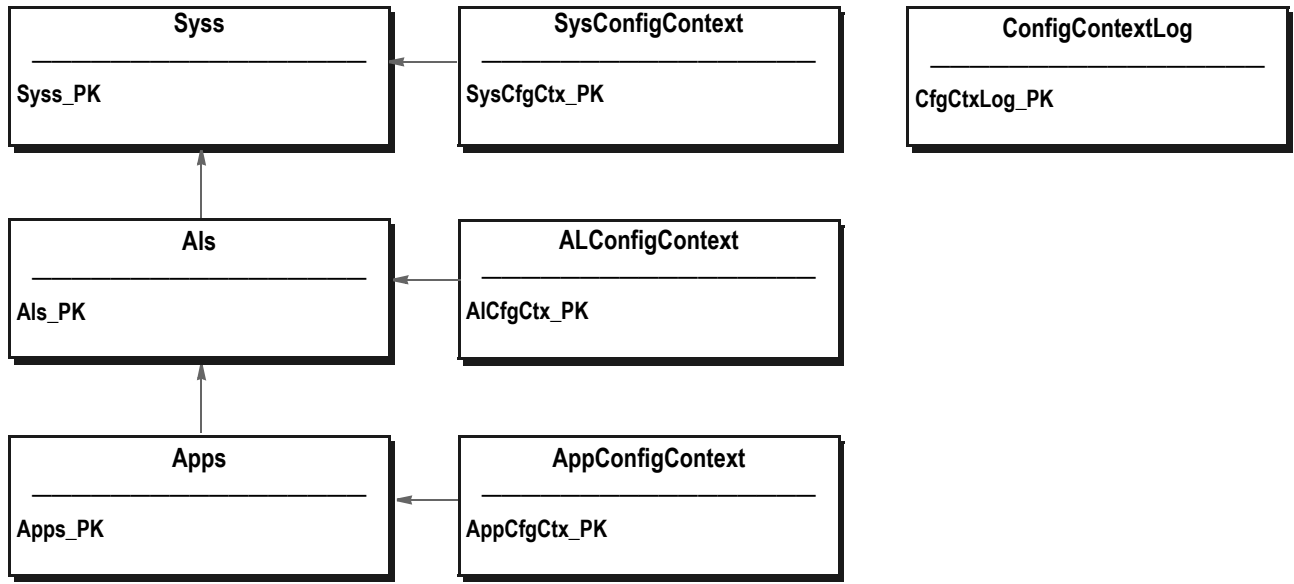 Syss
Syss_PK
SysConfigContext
SysCfgCtx_PK
ConfigContextLog
CfgCtxLog_PK
Als
Als_PK
ALConfigContext
AlCfgCtx_PK
Apps
Apps_PK
AppConfigContext
AppCfgCtx_PK